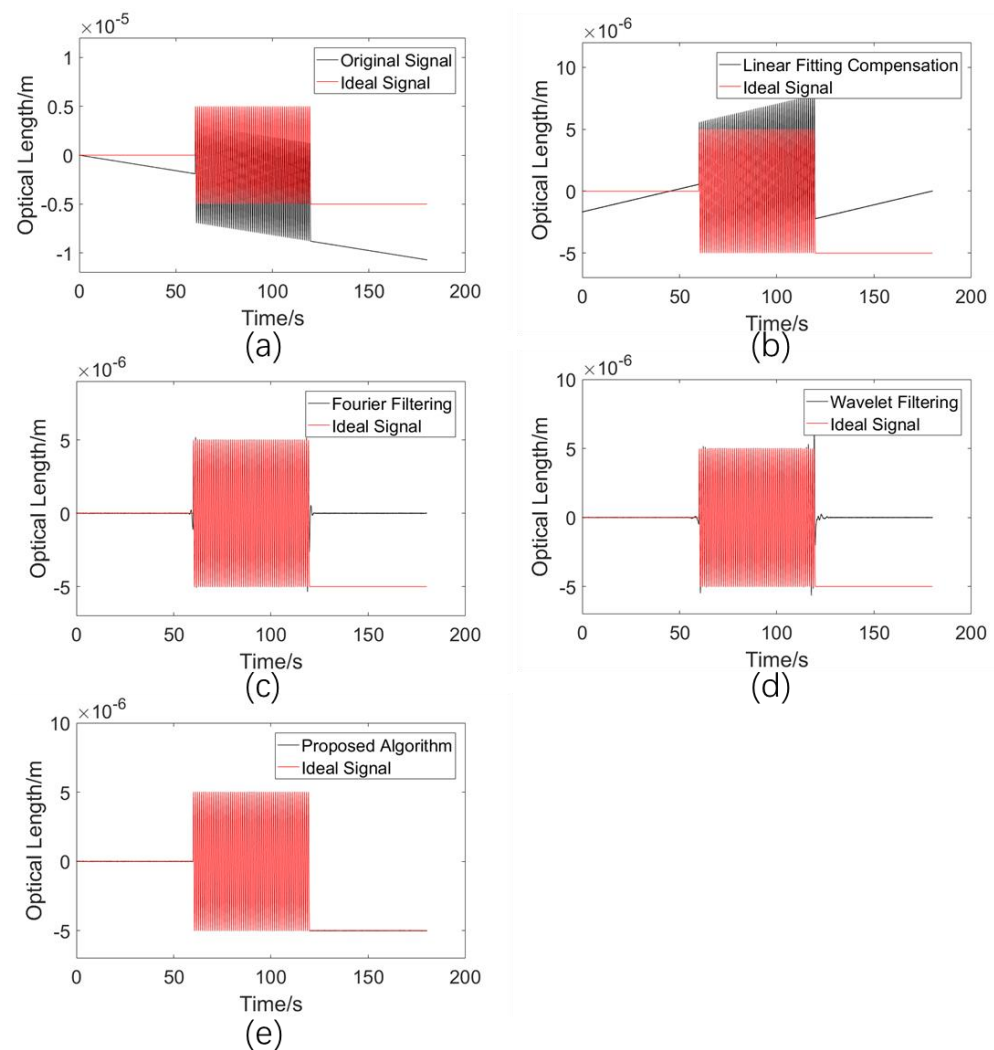 ×10⁻⁵
1
0.5
0
-0.5
-1
Optical Length/m
Original Signal
Ideal Signal
0 50 100 150 200
Time/s
(a)
×10⁻⁶
10
5
0
-5
Optical Length/m
Linear Fitting Compensation
Ideal Signal
0 50 100 150 200
Time/s
(b)
×10⁻⁶
5
0
-5
Optical Length/m
Fourier Filtering
Ideal Signal
0 50 100 150 200
Time/s
(c)
×10⁻⁶
10
5
0
-5
Optical Length/m
Wavelet Filtering
Ideal Signal
0 50 100 150 200
Time/s
(d)
×10⁻⁶
10
5
0
-5
Optical Length/m
Proposed Algorithm
Ideal Signal
0 50 100 150 200
Time/s
(e)